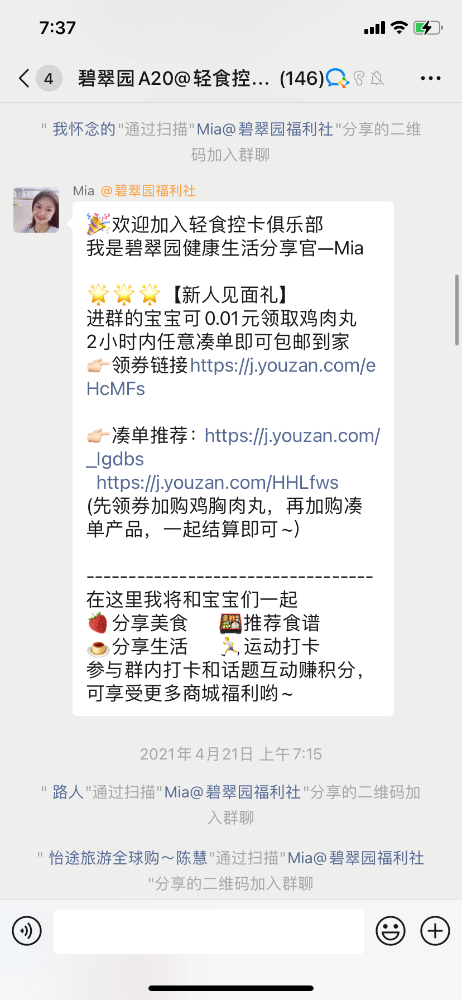 7:37
4 碧翠园A20@轻食控... (146)
" 我怀念的"通过扫描"Mia@碧翠园福利社"分享的二维
码加入群聊
Mia @碧翠园福利社
🎉欢迎加入轻食控卡俱乐部
我是碧翠园健康生活分享官—Mia
🌟🌟🌟【新人见面礼】
进群的宝宝可0.01元领取鸡肉丸
2小时内任意凑单即可包邮到家
👉🏻领券链接https://j.youzan.com/e
HcMFs
👉🏻凑单推荐：https://j.youzan.com/
_lgdbs
https://j.youzan.com/HHLfws
(先领券加购鸡胸肉丸，再加购凑
单产品，一起结算即可~)
----------------------------------
在这里我将和宝宝们一起
🍓分享美食 🍱推荐食谱
🍮分享生活 🏃运动打卡
参与群内打卡和话题互动赚积分，
可享受更多商城福利哟~
2021年4月21日 上午7:15
" 路人"通过扫描"Mia@碧翠园福利社"分享的二维码加
入群聊
" 怡途旅游全球购～陈慧"通过扫描"Mia@碧翠园福利社
"分享的二维码加入群聊